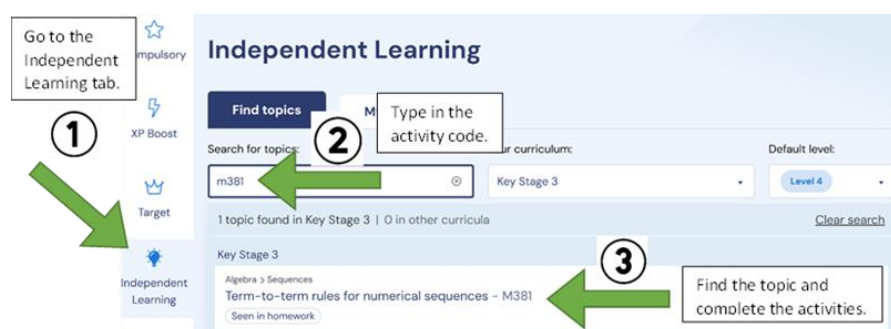 Go to the
Independent
Learning tab.
1
mpulsory
XP Boost
Target
Independent
Learning
Independent Learning
Find topics
M
Type in the
activity code.
2
Search for topics:
ur curriculum:
Default level:
m381
Key Stage 3
Level 4
1 topic found in Key Stage 3 | 0 in other curricula
Clear search
Key Stage 3
Algebra > Sequences
Term-to-term rules for numerical sequences - M381
Seen in homework
3
Find the topic and
complete the activities.